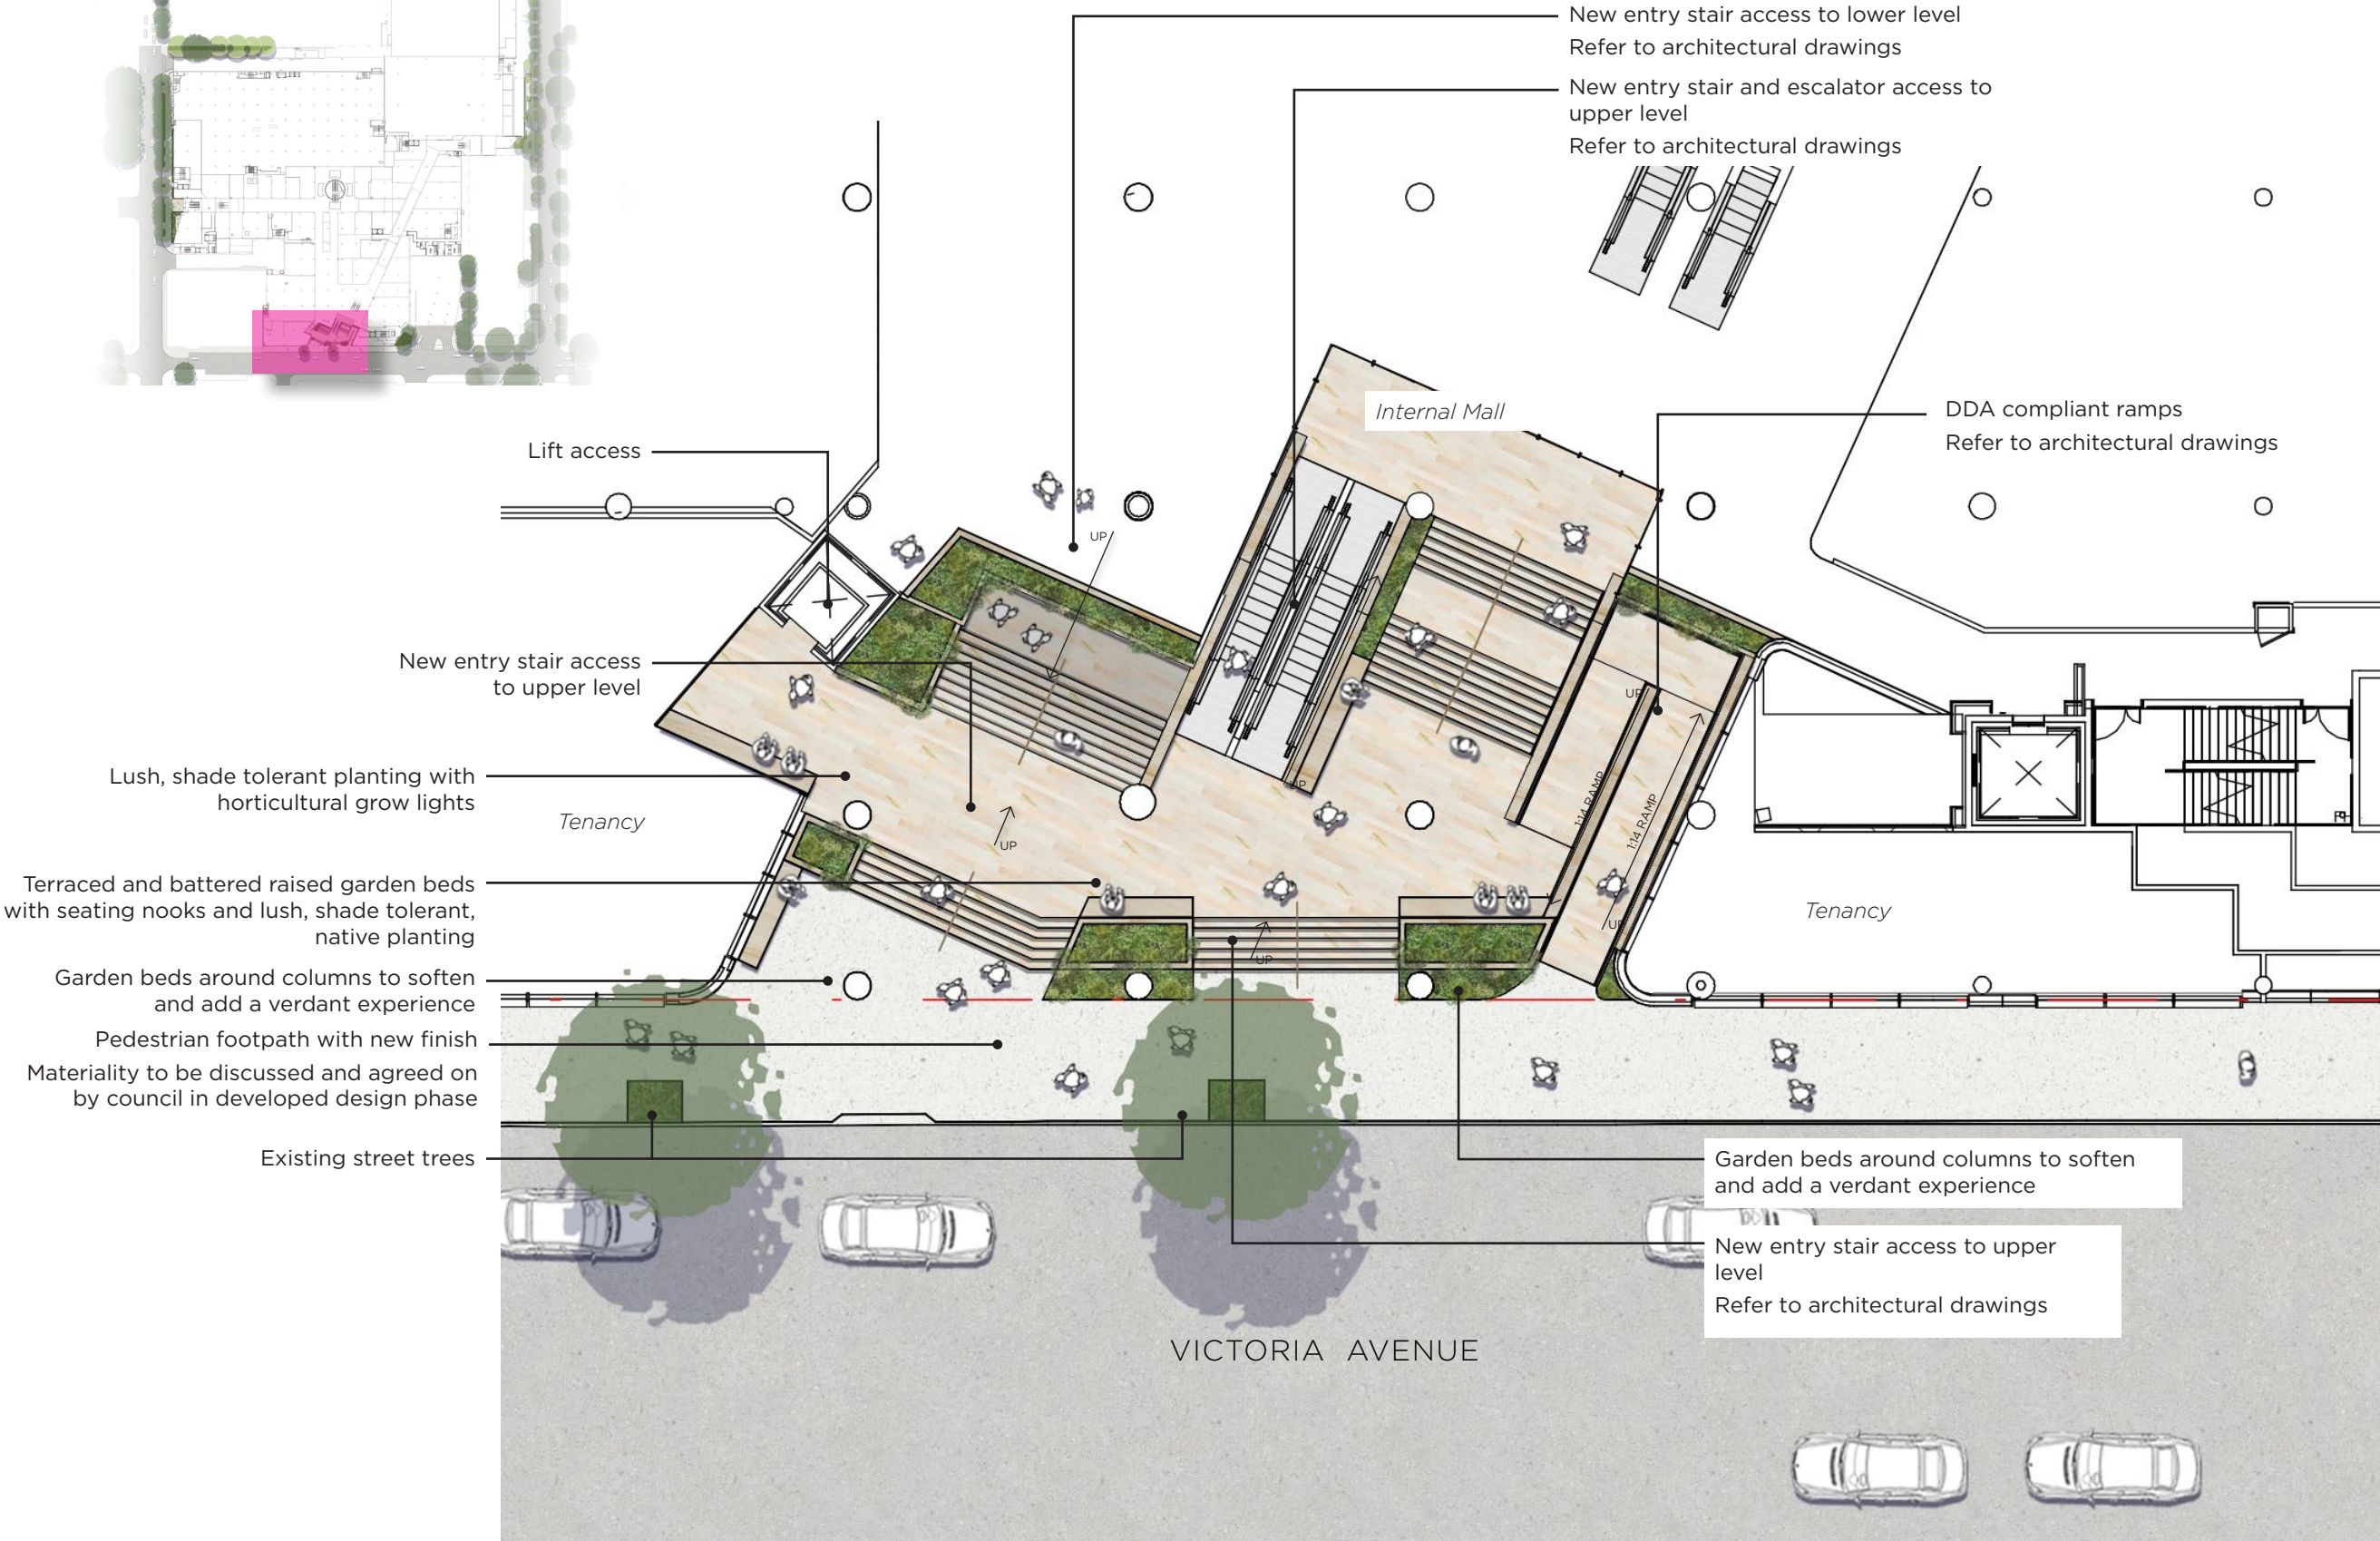 New entry stair access to lower level
Refer to architectural drawings
New entry stair and escalator access to
upper level
Refer to architectural drawings
Internal Mall
DDA compliant ramps
Refer to architectural drawings
Lift access
UP
New entry stair access
to upper level
UP
Lush, shade tolerant planting with
horticultural grow lights
UP
1:14 RAMP
1:14 RAMP
Tenancy
UP
Terraced and battered raised garden beds
with seating nooks and lush, shade tolerant,
native planting
Tenancy
UP
UP
Garden beds around columns to soften
and add a verdant experience
Pedestrian footpath with new finish
Materiality to be discussed and agreed on
by council in developed design phase
Existing street trees
Garden beds around columns to soften
and add a verdant experience
New entry stair access to upper
level
Refer to architectural drawings
VICTORIA AVENUE